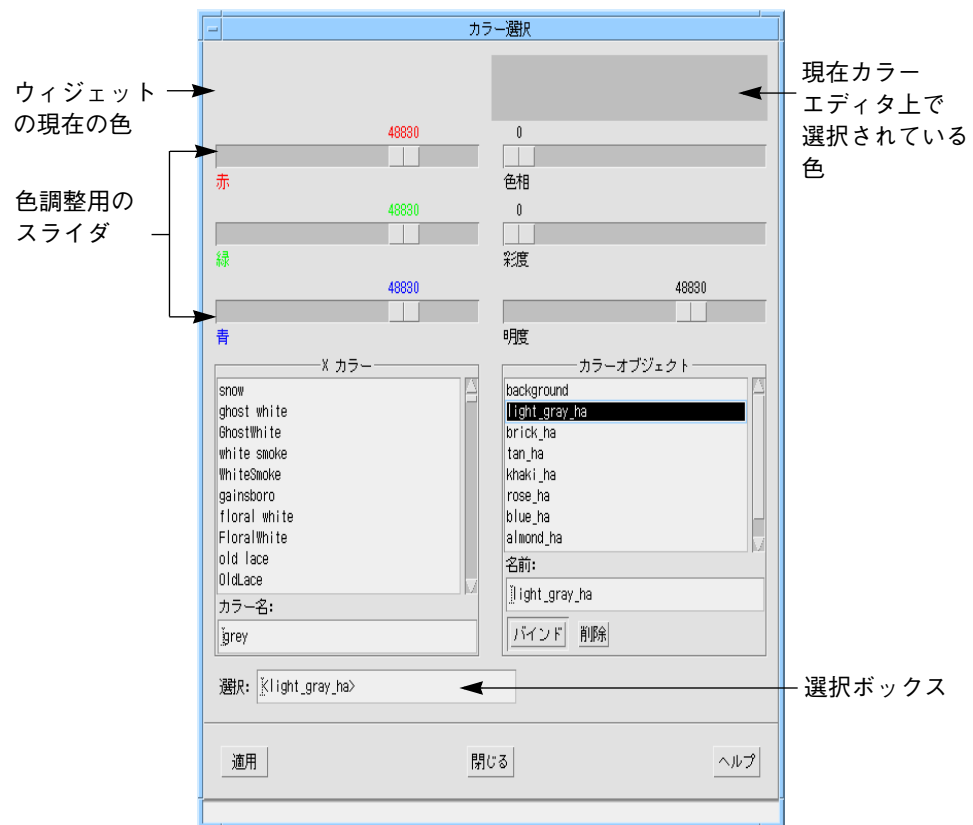 カラー選択
ウィジェット
の現在の色
現在カラー
エディタ上で
選択されている
色
色調整用の
スライダ
48830
0
赤
色相
48830
0
緑
彩度
48830
48830
青
明度
X カラー
snow
ghost white
GhostWhite
white smoke
WhiteSmoke
gainsboro
floral white
FloralWhite
old lace
OldLace
カラー名:
grey
カラーオブジェクト
background
light_gray_ha
brick_ha
tan_ha
khaki_ha
rose_ha
blue_ha
almond_ha
名前:
light_gray_ha
バインド
削除
選択:
<light_gray_ha>
選択ボックス
適用
閉じる
ヘルプ